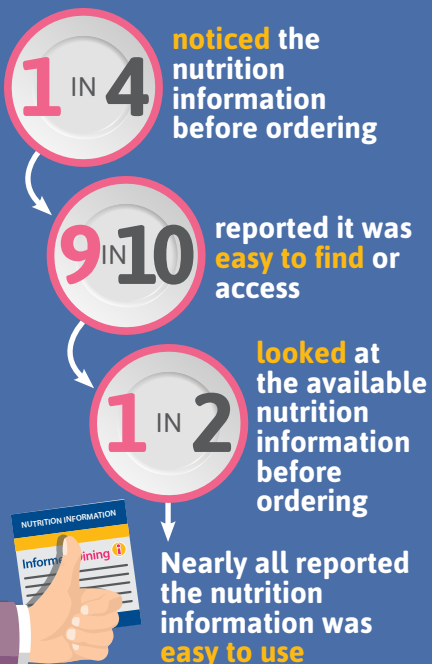 1 IN 4
noticed the
nutrition
information
before ordering
9 IN 10
reported it was
easy to find or
access
1 IN 2
looked at
the available
nutrition
information
before
ordering
NUTRITION INFORMATION
Nearly all reported
the nutrition
information was
easy to use